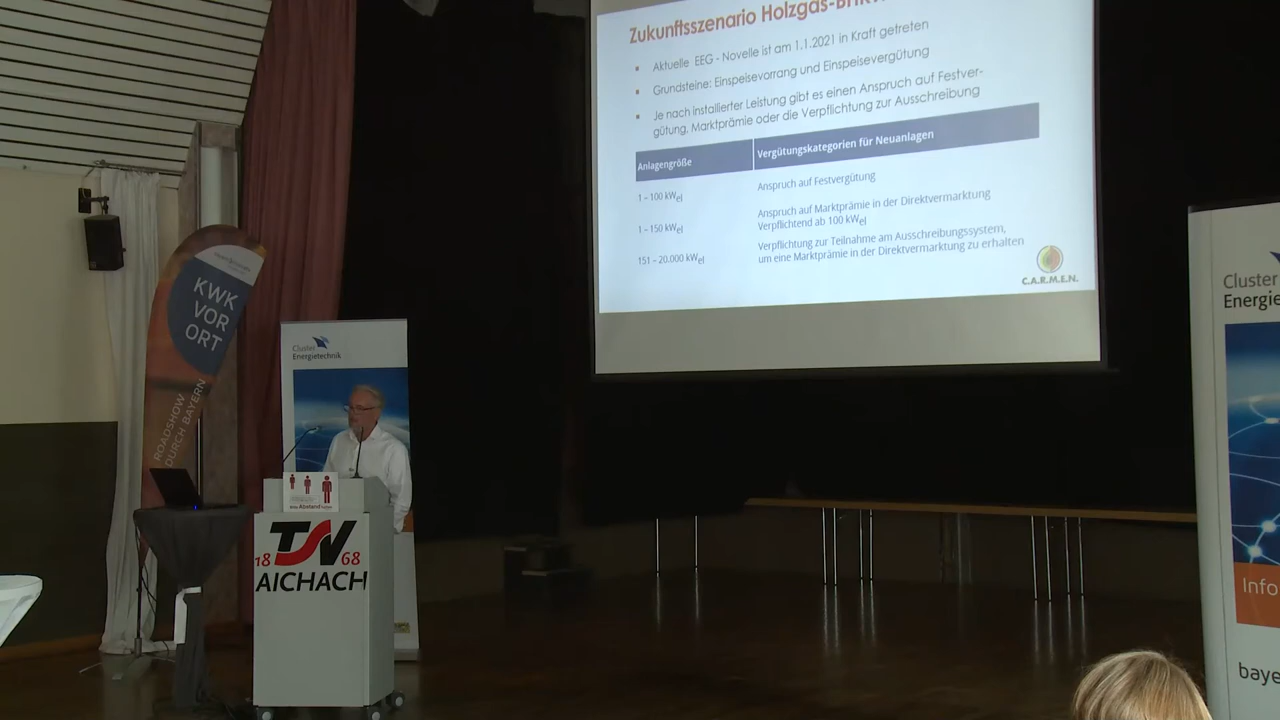 Zukunftsszenario Holzgas-BHKW
Aktuelle EEG - Novelle ist am 1.1.2021 in Kraft getreten
Grundsteine: Einspeisevorrang und Einspeisevergütung
Je nach installierter Leistung gibt es einen Anspruch auf Festver-
gütung, Marktprämie oder die Verpflichtung zur Ausschreibung
Anlagengröße
Vergütungskategorien für Neuanlagen
1 – 100 kWel
Anspruch auf Festvergütung
1 – 150 kWel
Anspruch auf Marktprämie in der Direktvermarktung
Verpflichtend ab 100 kWel
151 – 20.000 kWel
Verpflichtung zur Teilnahme am Ausschreibungssystem,
um eine Marktprämie in der Direktvermarktung zu erhalten
C.A.R.M.E.N.
KWK
VOR
ORT
ROADSHOW
DURCH BAYERN
Cluster
Energietechnik
Abstand
TSV
18 68
AICHACH
Cluster
Energie
Info
baye